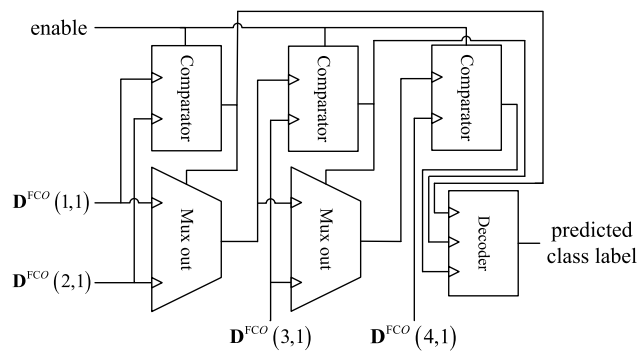 enable
Comparator
Comparator
Comparator
D^FCO (1,1)
Mux out
Mux out
Decoder
predicted
class label
D^FCO (2,1)
D^FCO (3,1)
D^FCO (4,1)